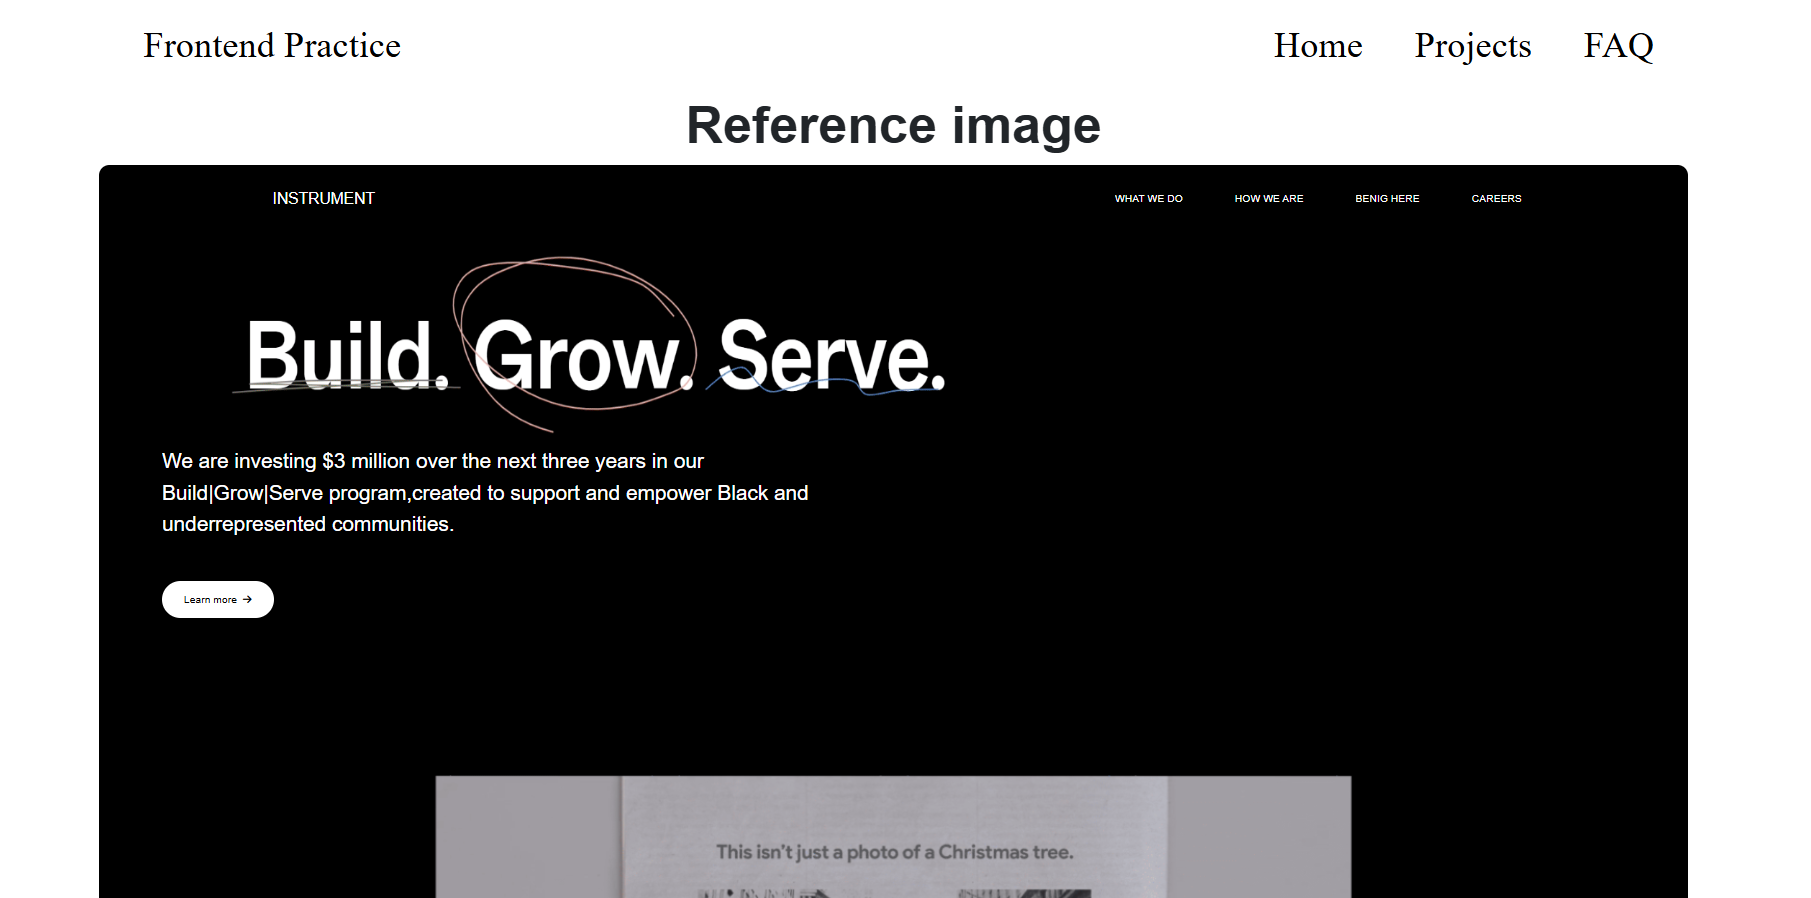 Frontend Practice Home Projects FAQ
Reference image
INSTRUMENT WHAT WE DO HOW WE ARE BENIG HERE CAREERS
Build. Grow. Serve.
We are investing $3 million over the next three years in our
Build|Grow|Serve program,created to support and empower Black and
underrepresented communities.
Learn more →
This isn't just a photo of a Christmas tree.